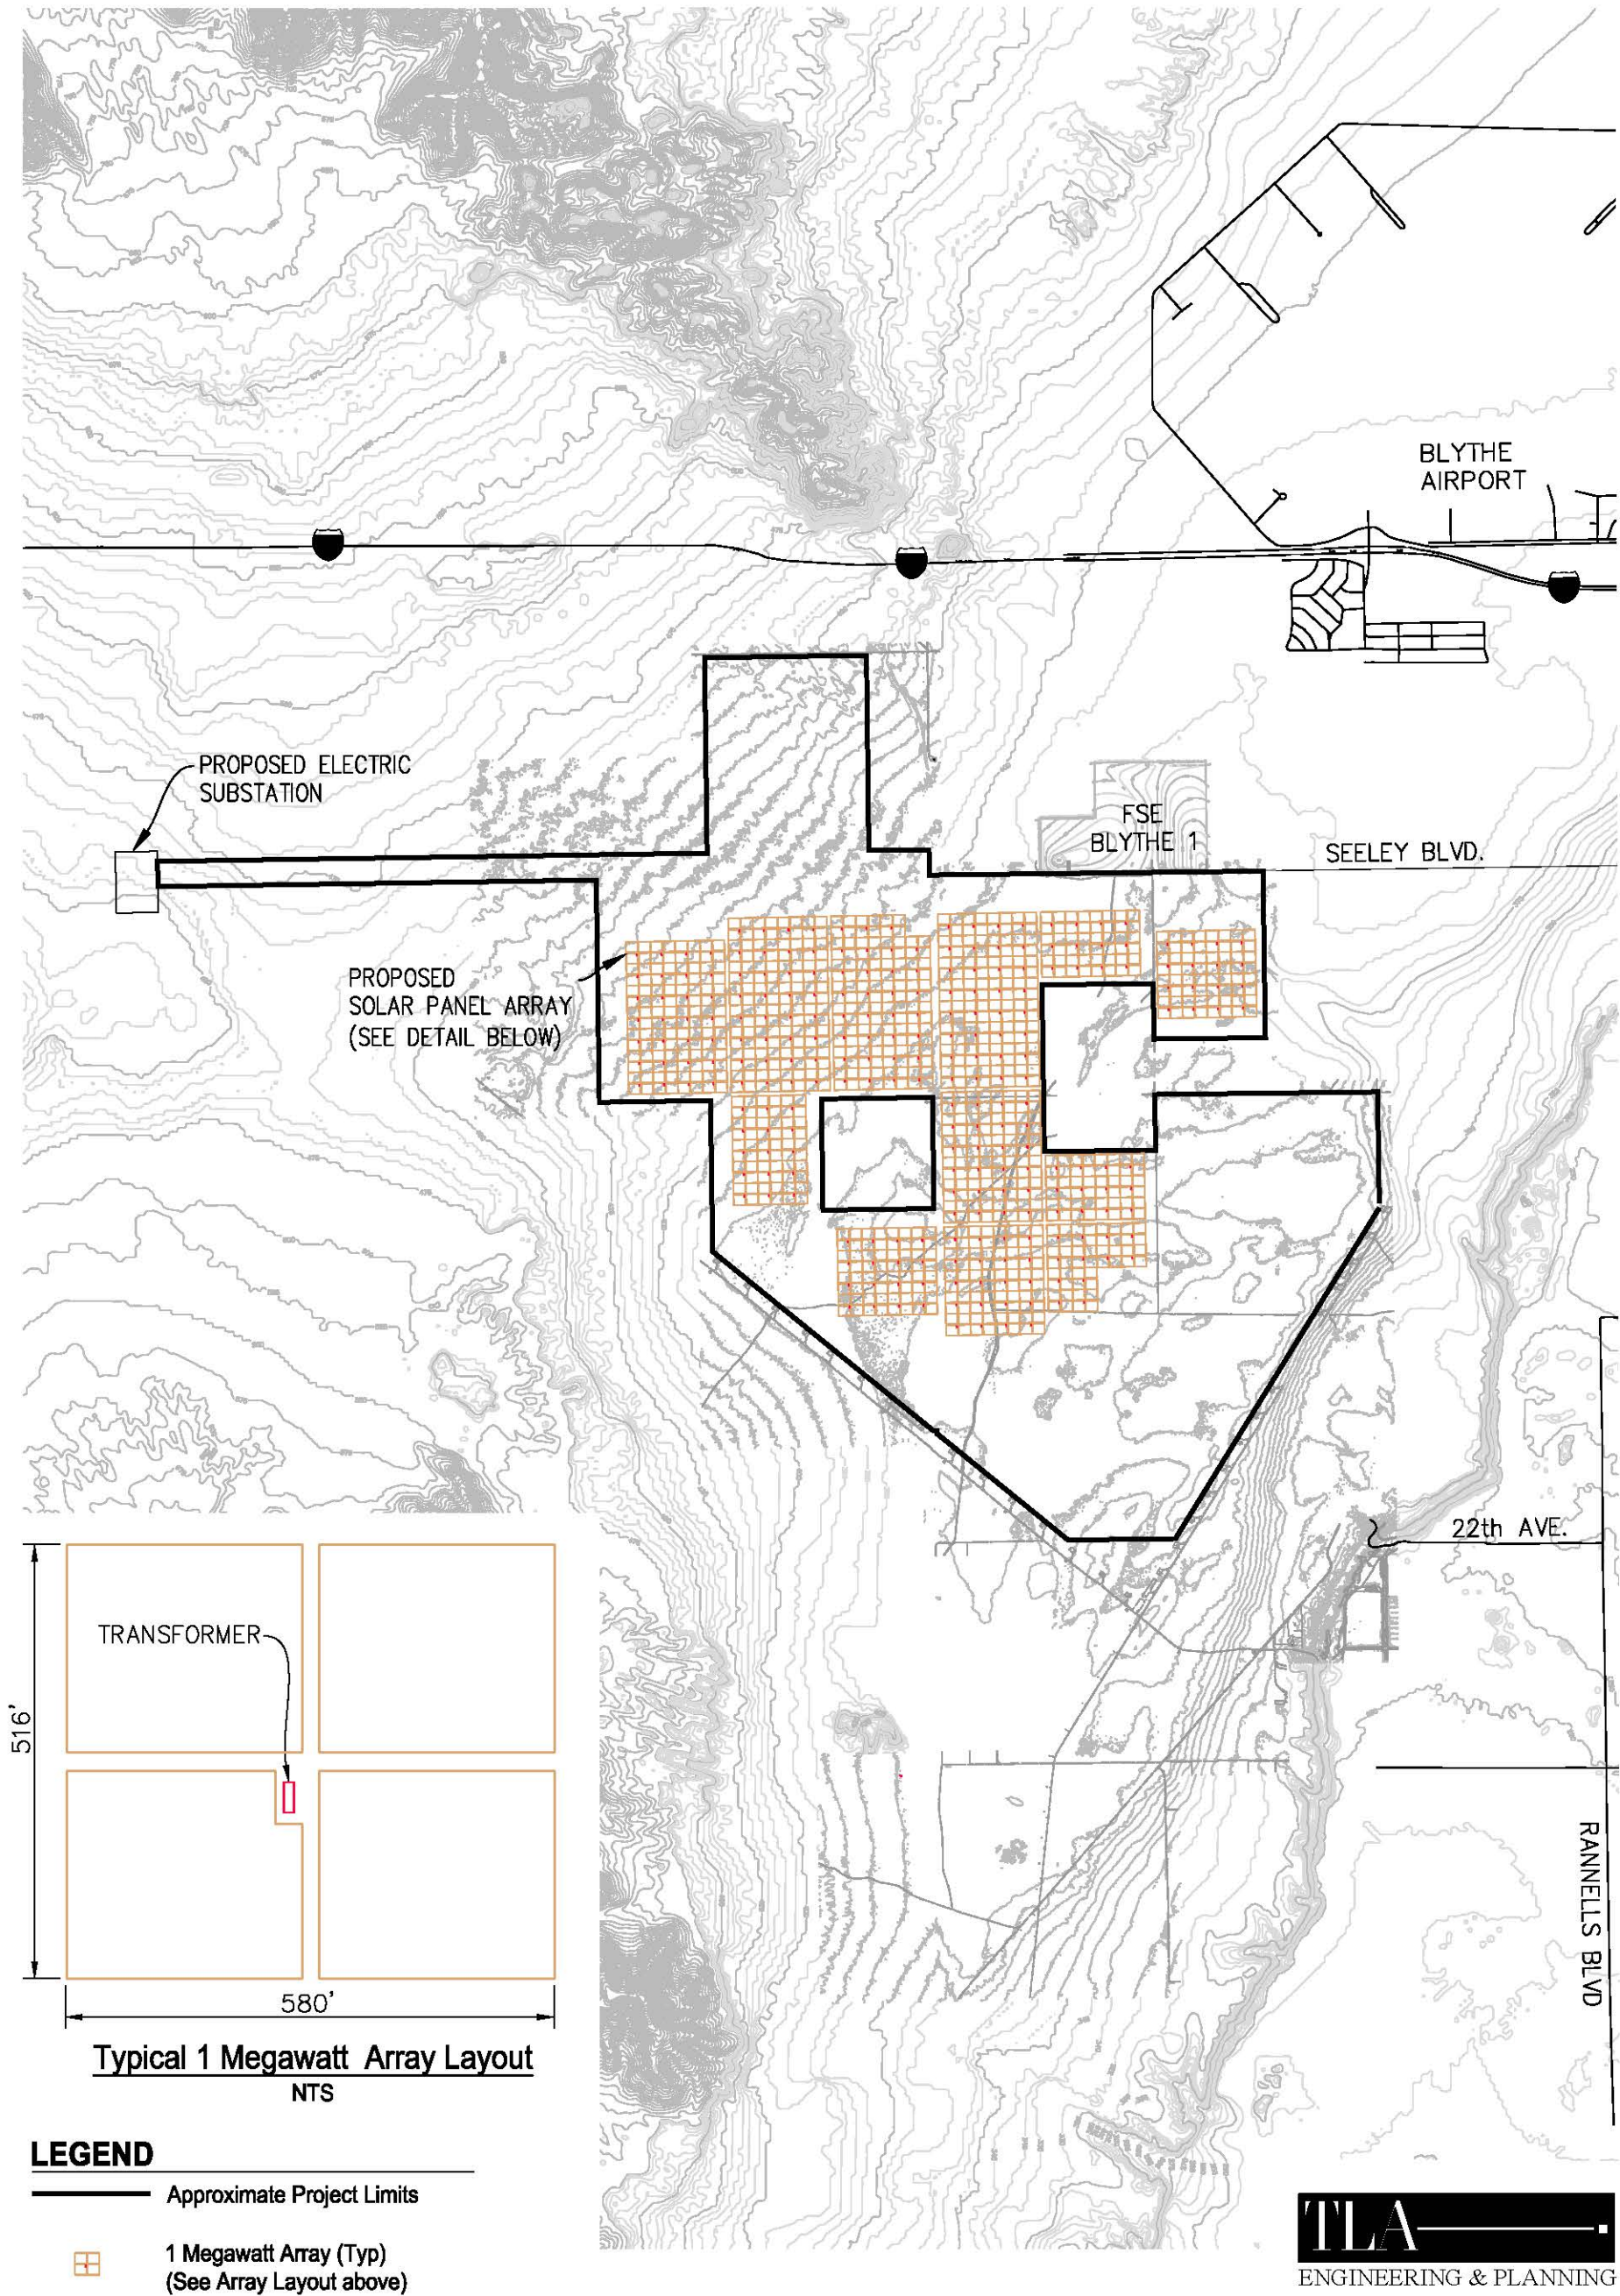 BLYTHE
AIRPORT
PROPOSED ELECTRIC
SUBSTATION
FSE
BLYTHE 1
SEELEY BLVD.
PROPOSED
SOLAR PANEL ARRAY
(SEE DETAIL BELOW)
22th AVE.
TRANSFORMER
516'
580'
RANNELLS BLVD
Typical 1 Megawatt Array Layout
NTS
LEGEND
Approximate Project Limits
1 Megawatt Array (Typ)
(See Array Layout above)
TLA
ENGINEERING & PLANNING